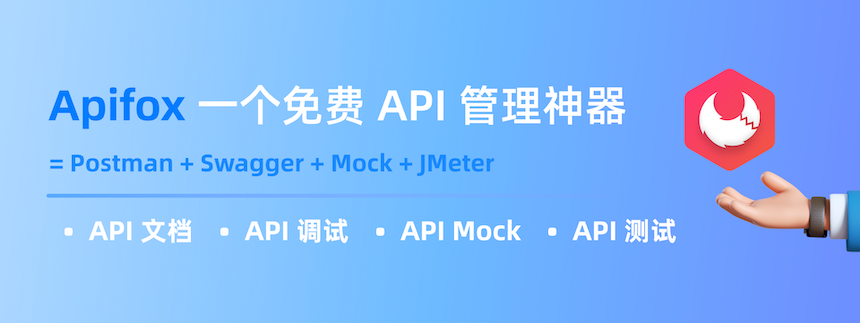 Apifox 一个免费 API 管理神器
= Postman + Swagger + Mock + JMeter
• API 文档 • API 调试 • API Mock • API 测试